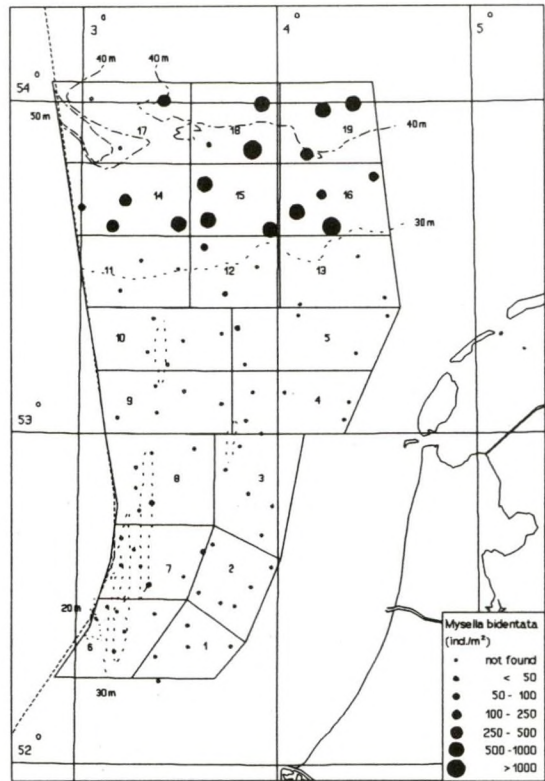 3°
4°
5°
40 m
40 m
54°
50 m
17
18
19
40 m
14
15
16
30 m
11
12
13
10
5
9
4
53°
8
3
7
2
20 m
6
1
30 m
52°
Mysella bidentata
(ind./m²)
not found
< 50
50 - 100
100 - 250
250 - 500
500 - 1000
> 1000